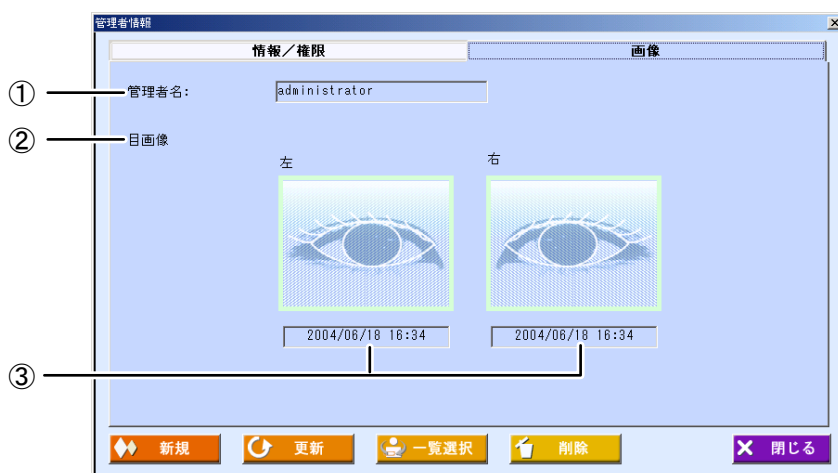 管理者情報
情報／権限 画像
① 管理者名: administrator
② 目画像
左 右
2004/06/18 16:34 2004/06/18 16:34
③
新規 更新 一覧選択 削除 閉じる